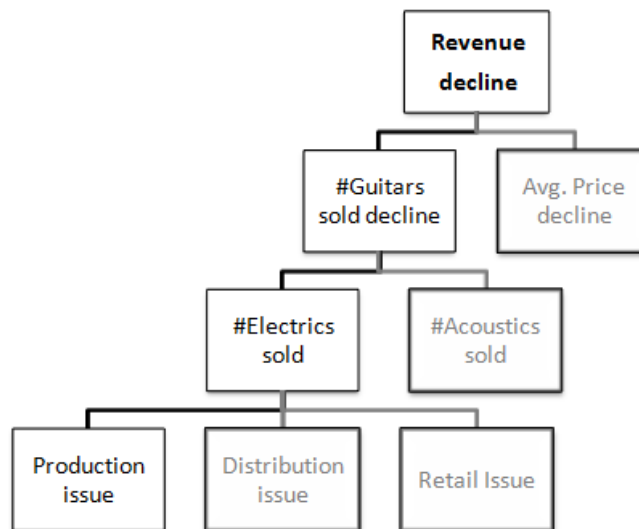 Revenue
decline
#Guitars
sold decline
Avg. Price
decline
#Electrics
sold
#Acoustics
sold
Production
issue
Distribution
issue
Retail Issue